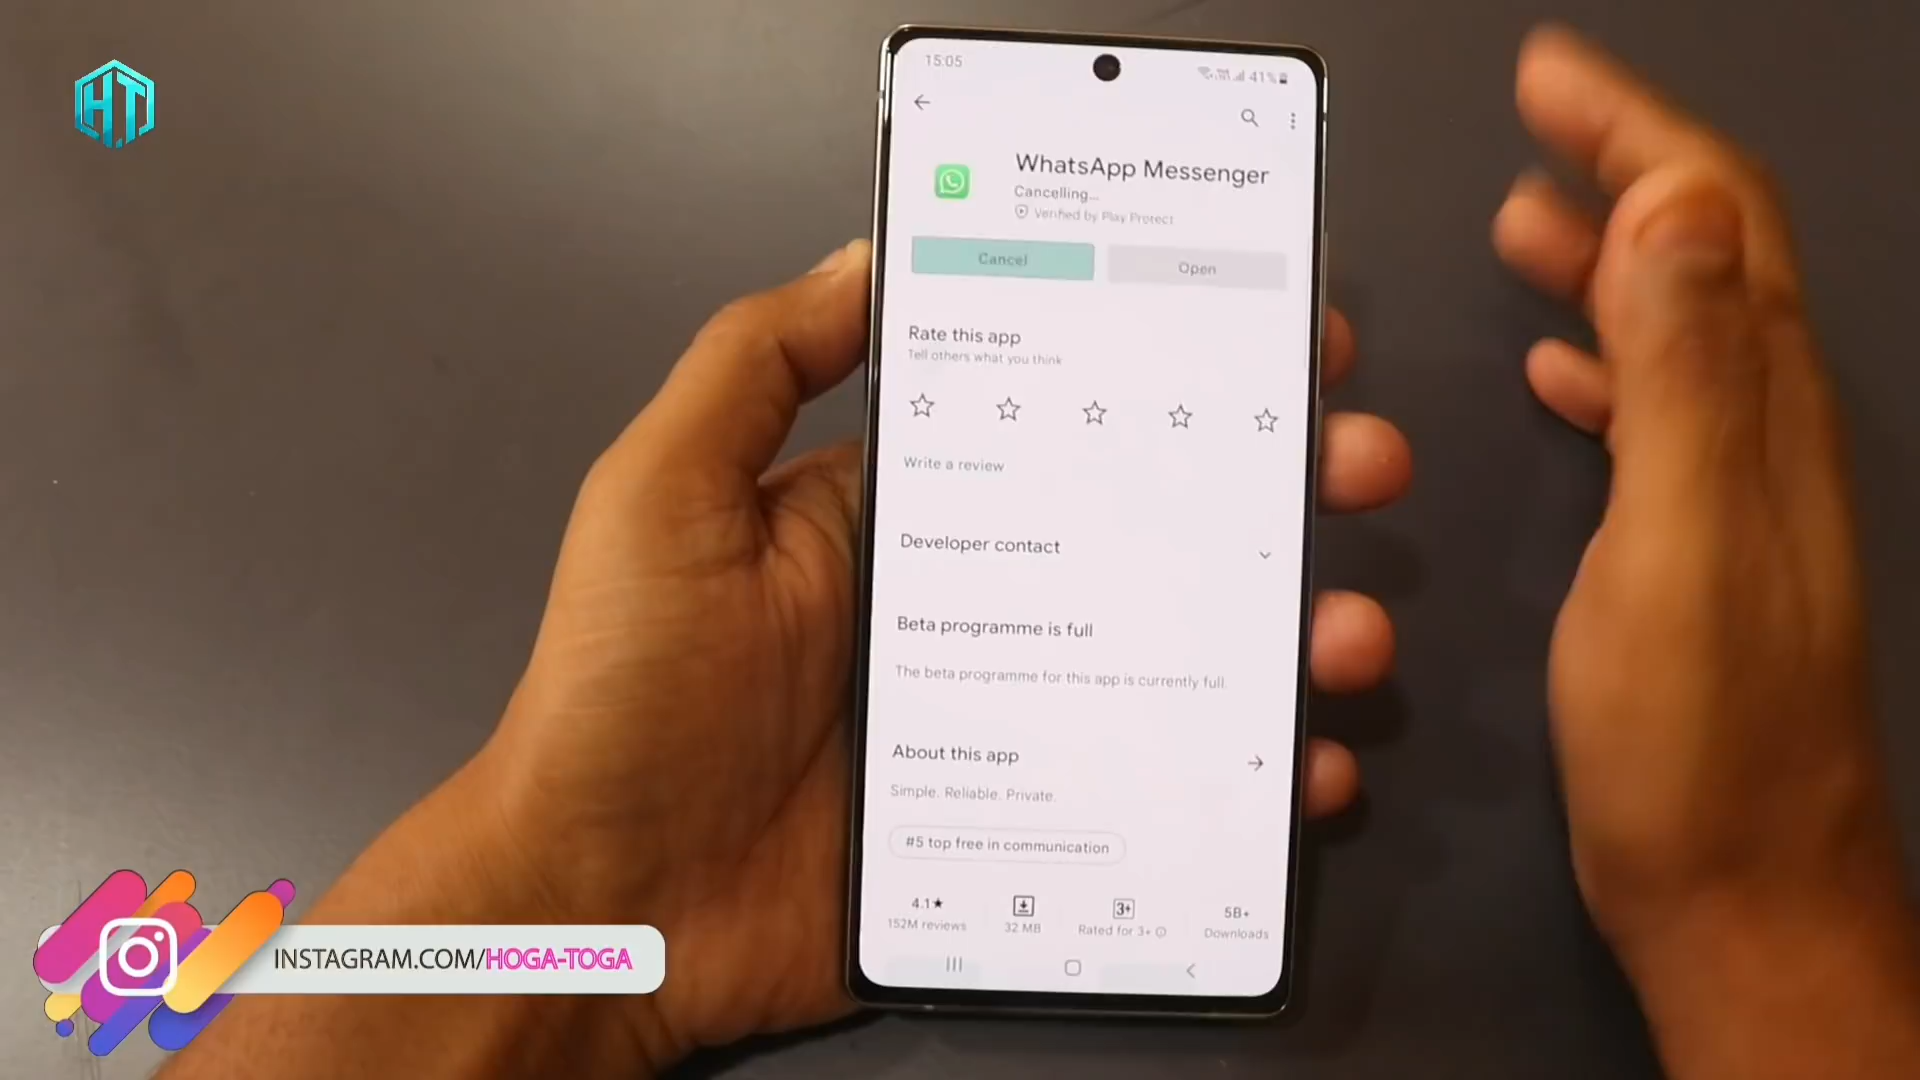 HT
15:05
41%
WhatsApp Messenger
Cancelling...
Verified by Play Protect
Cancel
Open
Rate this app
Tell others what you think
Write a review
Developer contact
Beta programme is full
The beta programme for this app is currently full.
About this app
Simple. Reliable. Private.
#5 top free in communication
4.1★
152M reviews
32 MB
3+
Rated for 3+
5B+
Downloads
INSTAGRAM.COM/HOGA-TOGA